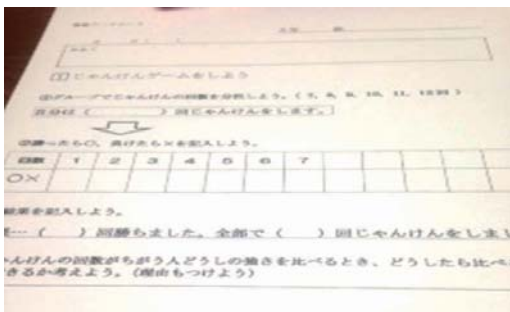 ① じゃんけんゲームをしよう
①グループでじゃんけんの回数を分担しよう。( 7, 8, 9, 10, 11, 12回 )
自分は ( ) 回じゃんけんをします。
②勝ったら○、負けたら×を記入しよう。
回数 1 2 3 4 5 6 7
○×
結果を記入しよう。
… ( ) 回勝ちました。全部で ( ) 回じゃんけんをしまし
ゃんけんの回数がちがう人どうしの強さを比べるとき、どうしたら比べ
きるか考えよう。(理由もつけよう)